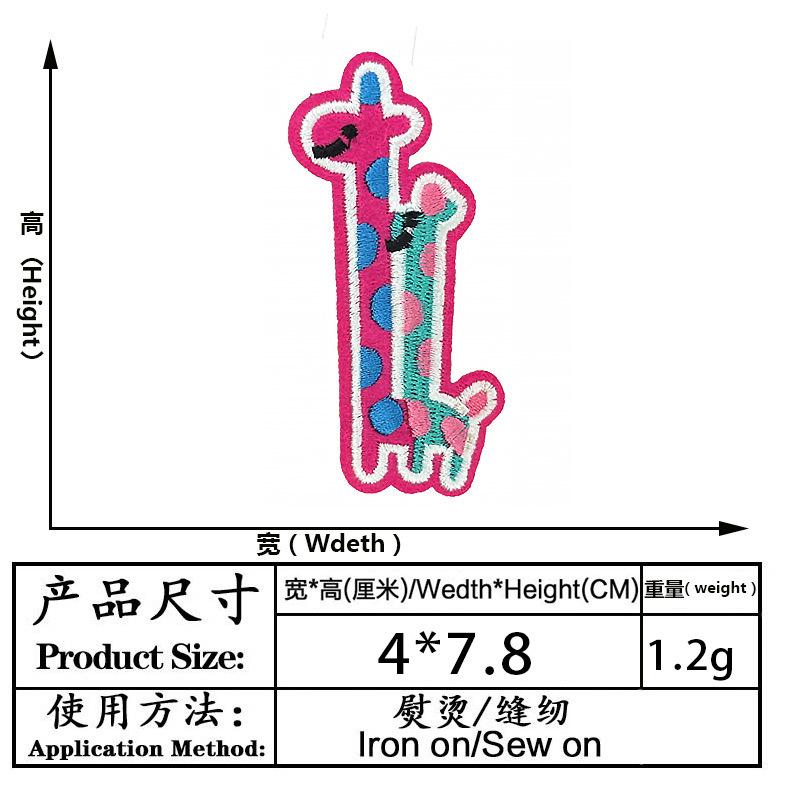 高（Height）
宽（Wdeth）
产品尺寸
Product Size:
宽*高(厘米)/Wedth*Height(CM)
重量( weight )
4*7.8
1.2g
使用方法：
Application Method:
熨烫/缝纫
Iron on/Sew on